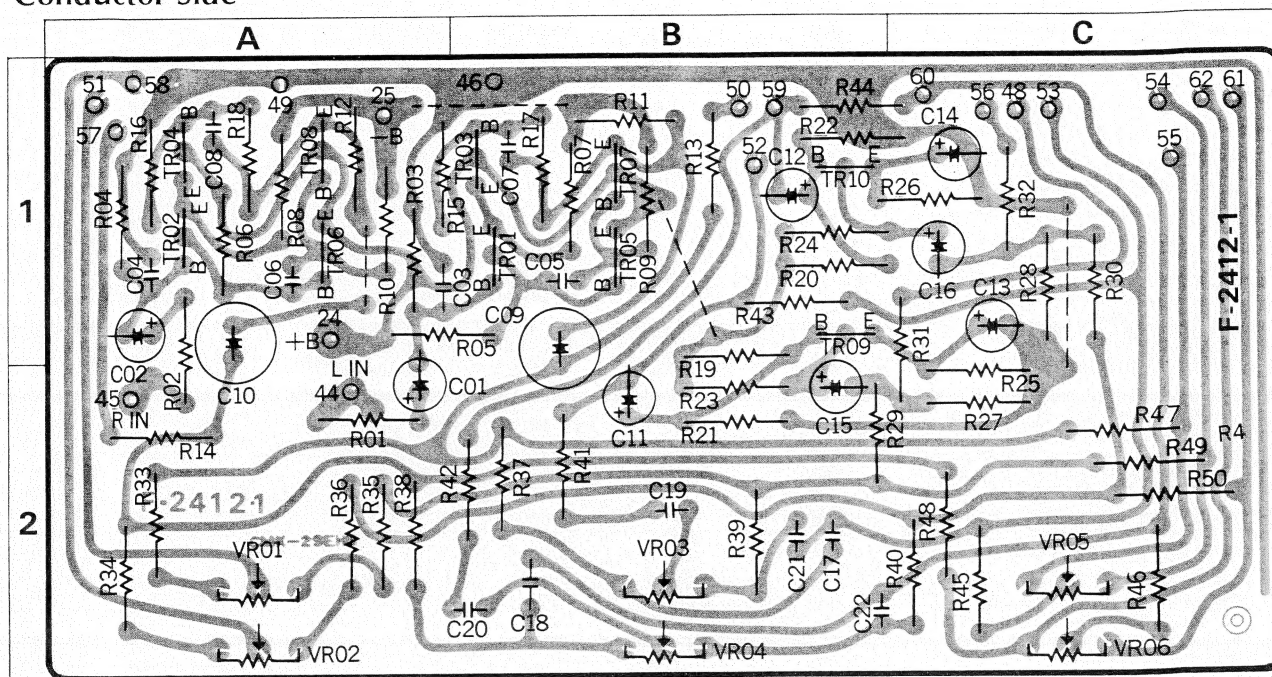 Conductor Side
A B C
51 58 49 25 46 50 59 R44 60 56 48 53 54 62 61
57 R16 TR04 B C08 R18 TR08 E R12 -B TR03 B C07 R17 R07 R11 E TR07 R13 52 R22 C14 55
C12 B E TR10
1
R04 TR02 E E R06 R08 B E TR06 R03 R15 E E TR01 B E TR05 R09 R26 R32
C04 B C06 B R10 C03 B C05 B R24 R20 C16 C13 R28 R30 F-2412-1
R43
24 +B C09 R05 B E TR09 R31
C02 R02 C10 L IN 44 C01 R19 R25
45 R IN R23 C15 R27
R14 R01 C11 R21 R29 R47 R4
R49
R33 F-2412-1 R36 R35 R38 R42 R37 R41 R50
2
C19 R39 C21 C17 R48
R34 VR01 VR03 R40 R45 VR05 R46
C20 C18 C22
VR02 VR04 VR06